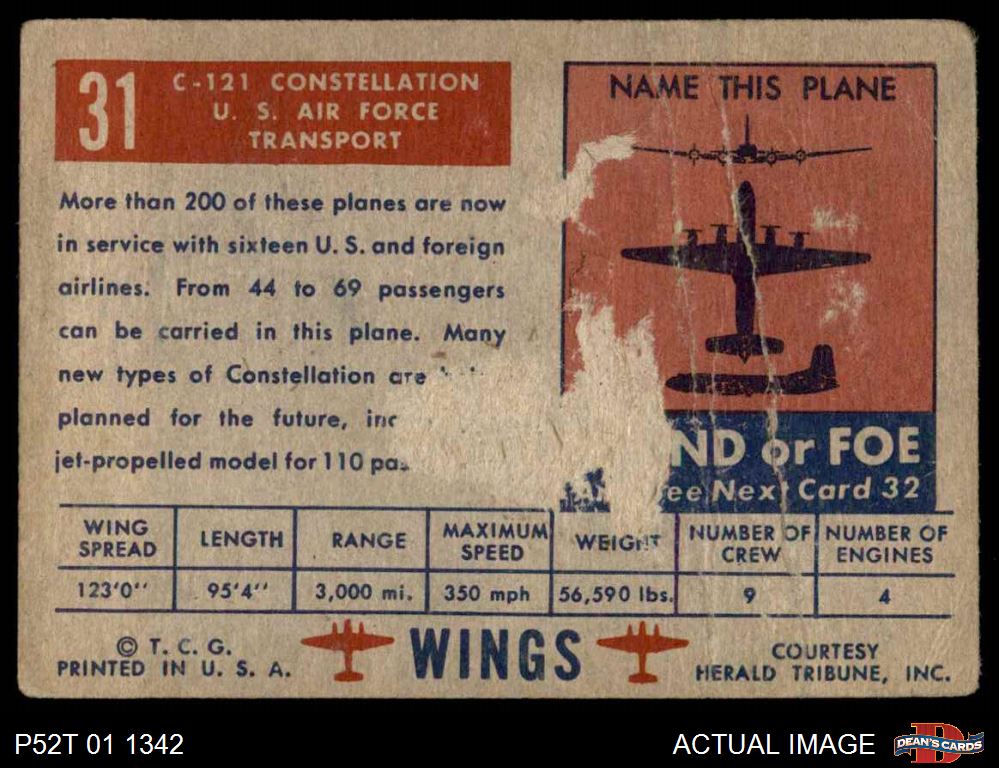 31
C-121 CONSTELLATION
U. S. AIR FORCE
TRANSPORT
More than 200 of these planes are now
in service with sixteen U. S. and foreign
airlines. From 44 to 69 passengers
can be carried in this plane. Many
new types of Constellation are
planned for the future, inc
jet-propelled model for 110 pas
NAME THIS PLANE
ND or FOE
ee Next Card 32
WING SPREAD LENGTH RANGE MAXIMUM SPEED WEIGHT NUMBER OF CREW NUMBER OF ENGINES
123'0'' 95'4'' 3,000 mi. 350 mph 56,590 lbs. 9 4
© T. C. G.
PRINTED IN U. S. A.
WINGS
COURTESY
HERALD TRIBUNE, INC.
P52T 01 1342
ACTUAL IMAGE
DEAN'S CARDS